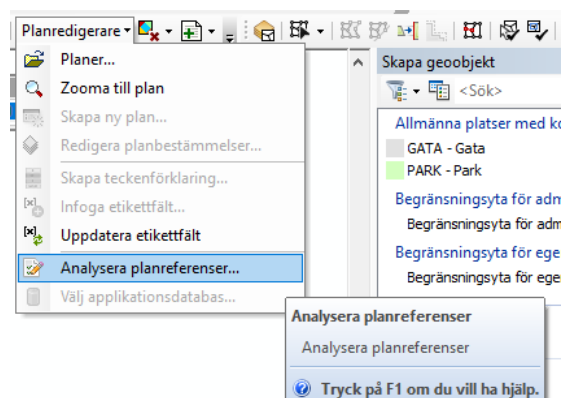 Planredigerare
Planer...
Zooma till plan
Skapa ny plan...
Redigera planbestämmelser...
Skapa teckenförklaring...
Infoga etikettfält...
Uppdatera etikettfält
Analysera planreferenser...
Välj applikationsdatabas...
Analysera planreferenser
Analysera planreferenser
Tryck på F1 om du vill ha hjälp.
Skapa geoobjekt
<Sök>
Allmänna platser med ko
GATA - Gata
PARK - Park
Begränsningsyta för adm
Begränsningsyta för adm
Begränsningsyta för ege
Begränsningsyta för ege